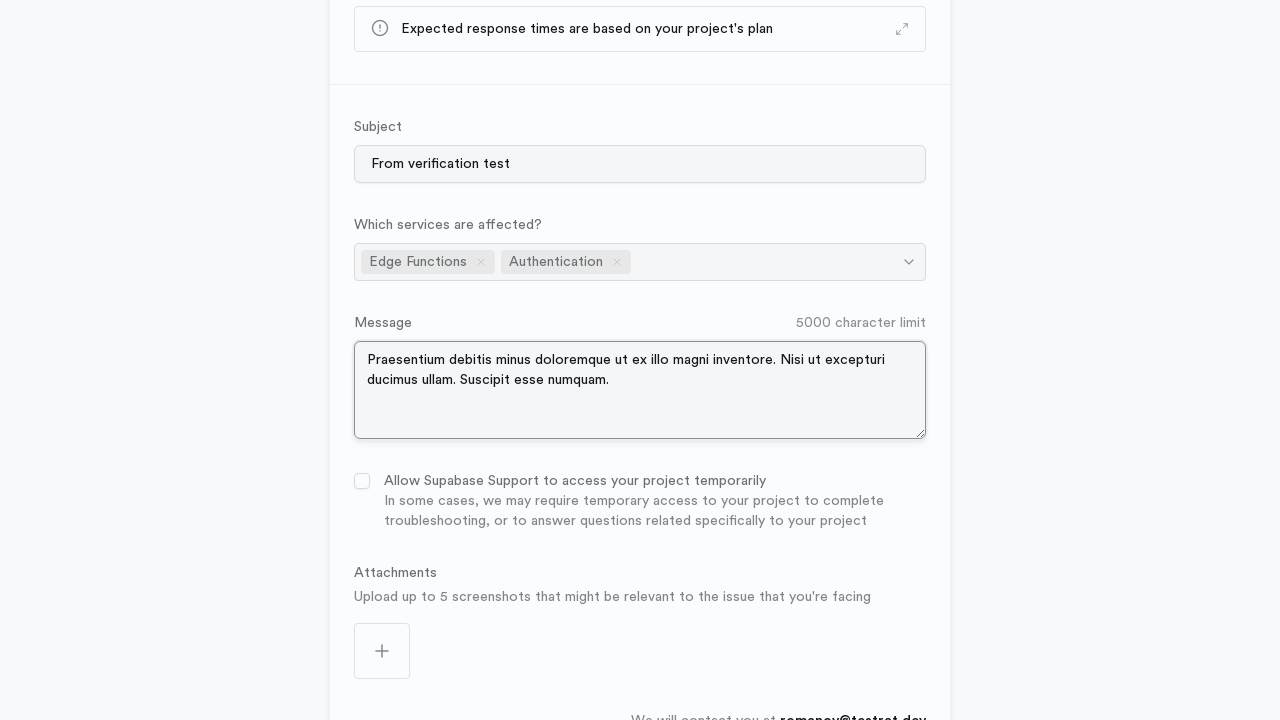 Expected response times are based on your project's plan
Subject
From verification test
Which services are affected?
Edge Functions Authentication
Message 5000 character limit
Praesentium debitis minus doloremque ut ex illo magni inventore. Nisi ut excepturi
ducimus ullam. Suscipit esse numquam.
Allow Supabase Support to access your project temporarily
In some cases, we may require temporary access to your project to complete
troubleshooting, or to answer questions related specifically to your project
Attachments
Upload up to 5 screenshots that might be relevant to the issue that you're facing
We will contact you at